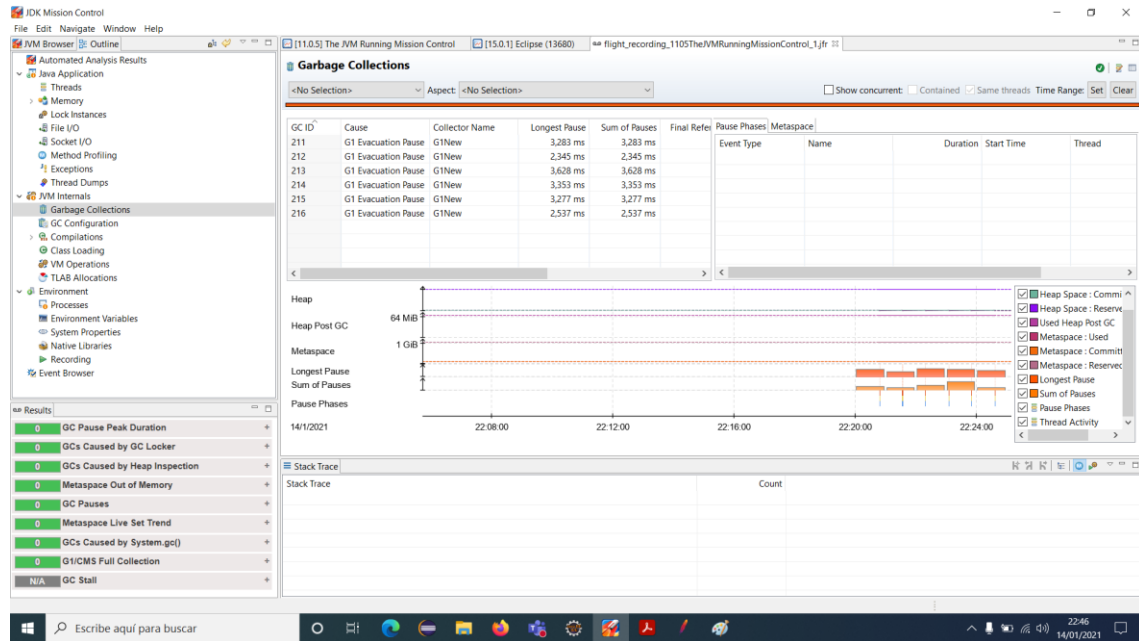 JDK Mission Control
File Edit Navigate Window Help
JVM Browser Outline
Automated Analysis Results
Java Application
Threads
Memory
Lock Instances
File I/O
Socket I/O
Method Profiling
Exceptions
Thread Dumps
JVM Internals
Garbage Collections
GC Configuration
Compilations
Class Loading
VM Operations
TLAB Allocations
Environment
Processes
Environment Variables
System Properties
Native Libraries
Recording
Event Browser
Results
0 GC Pause Peak Duration +
0 GCs Caused by GC Locker +
0 GCs Caused by Heap Inspection +
0 Metaspace Out of Memory +
0 GC Pauses +
0 Metaspace Live Set Trend +
0 GCs Caused by System.gc() +
0 G1/CMS Full Collection +
N/A GC Stall +
[11.0.5] The JVM Running Mission Control [15.0.1] Eclipse (13680) flight_recording_1105TheJVMRunningMissionControl_1.jfr
Garbage Collections
<No Selection> Aspect: <No Selection> Show concurrent: Contained Same threads Time Range: Set Clear
GC ID Cause Collector Name Longest Pause Sum of Pauses Final Refer
211 G1 Evacuation Pause G1New 3,283 ms 3,283 ms
212 G1 Evacuation Pause G1New 2,345 ms 2,345 ms
213 G1 Evacuation Pause G1New 3,628 ms 3,628 ms
214 G1 Evacuation Pause G1New 3,353 ms 3,353 ms
215 G1 Evacuation Pause G1New 3,277 ms 3,277 ms
216 G1 Evacuation Pause G1New 2,537 ms 2,537 ms
Pause Phases Metaspace
Event Type Name Duration Start Time Thread
Heap
64 MiB
Heap Post GC
1 GiB
Metaspace
Longest Pause
Sum of Pauses
Pause Phases
14/1/2021 22:08:00 22:12:00 22:16:00 22:20:00 22:24:00
Heap Space : Commi
Heap Space : Reserve
Used Heap Post GC
Metaspace : Used
Metaspace : Committ
Metaspace : Reserved
Longest Pause
Sum of Pauses
Pause Phases
Thread Activity
Stack Trace
Stack Trace Count
Escribe aquí para buscar
22:46
14/01/2021